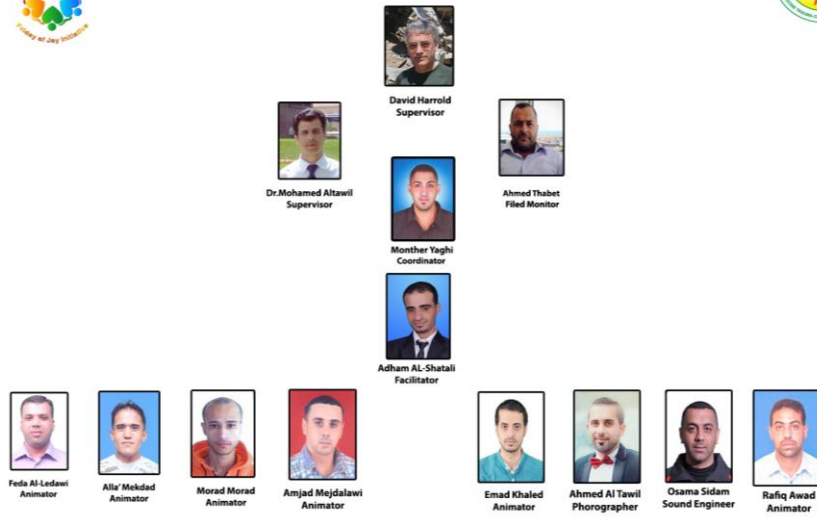 Friday of Joy Initiative
David Harrold
Supervisor
Dr.Mohamed Altawil
Supervisor
Ahmed Thabet
Filed Monitor
Monther Yaghi
Coordinator
Adham AL-Shatali
Facilitator
Feda Al-Ledawi
Animator
Alla' Mekdad
Animator
Morad Morad
Animator
Amjad Mejdalawi
Animator
Emad Khaled
Animator
Ahmed Al Tawil
Phorographer
Osama Sidam
Sound Engineer
Rafiq Awad
Animator